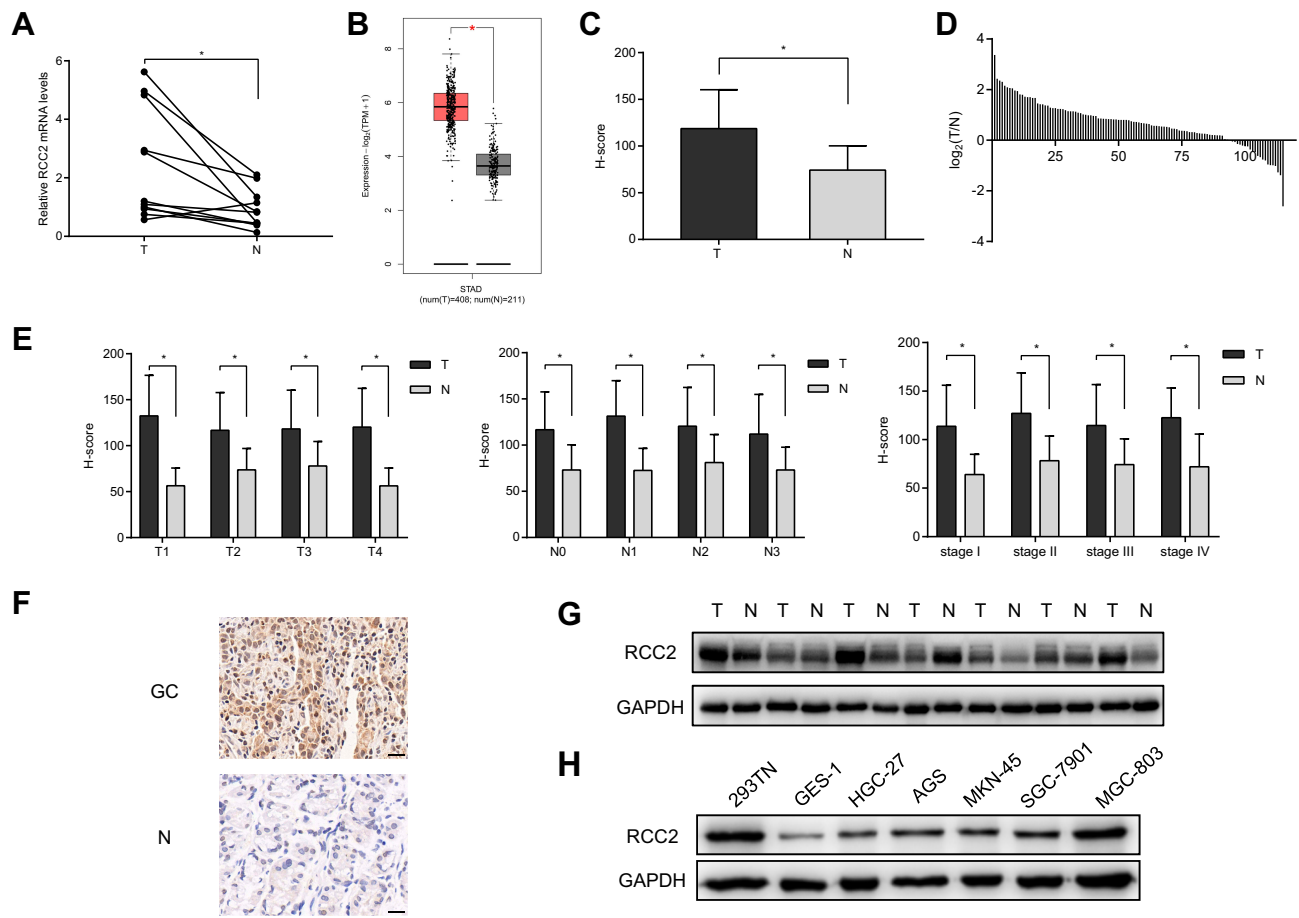 A
Relative RCC2 mRNA levels
6
4
2
0
*
T
N
B
Expression – log2(TPM + 1)
8
6
4
2
0
*
STAD
(num(T)=408; num(N)=211)
C
H-score
200
150
100
50
0
*
T
N
D
log2(T/N)
4
2
0
-2
-4
25
50
75
100
E
H-score
200
150
100
50
0
* * * *
T
N
T1 T2 T3 T4
H-score
200
150
100
50
0
* * * *
T
N
N0 N1 N2 N3
H-score
200
150
100
50
0
* * * *
T
N
stage I stage II stage III stage IV
F
GC
N
G
T N T N T N T N T N T N T N
RCC2
GAPDH
H
293TN GES-1 HGC-27 AGS MKN-45 SGC-7901 MGC-803
RCC2
GAPDH